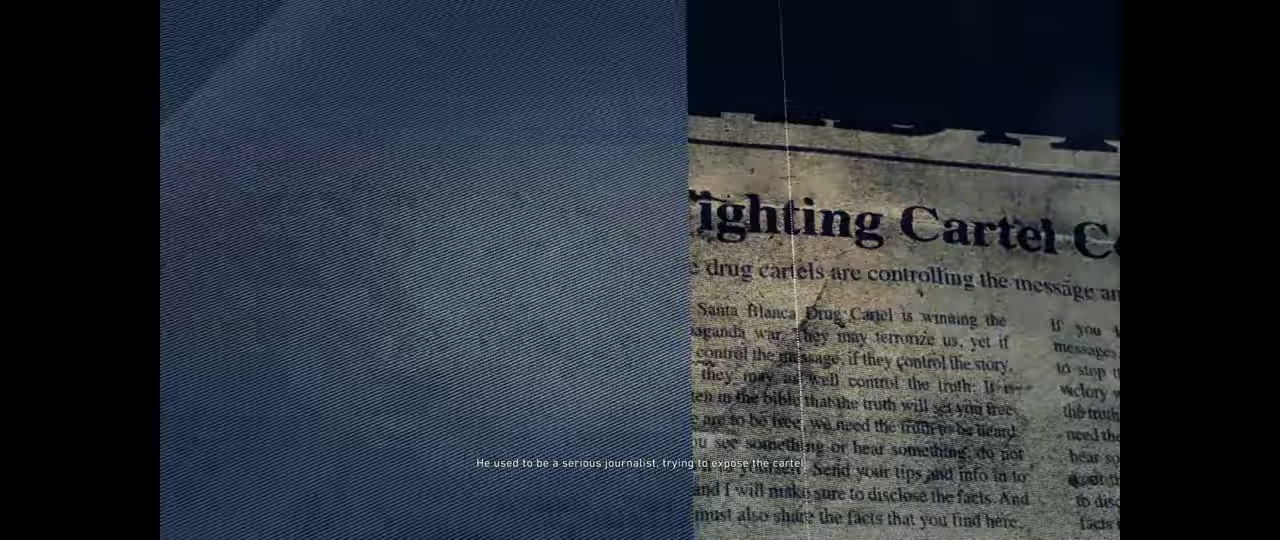 ighting Cartel C
drug cartels are controlling the message an
Santa Blanca Drug Cartel is winning the
aganda war. They may terrorize us, yet if
control the message, if they control the story,
they may as well control the truth. It is
ten in the bible that the truth will set you free
are to be free, we need the truth to be heard
ou see something or hear something, do not
to yourself. Send your tips and info in to
and I will make sure to disclose the facts. And
must also share the facts that you find here.
If you
messages
to stop t
victory w
the truth
need the
hear so
to disc
facts
He used to be a serious journalist, trying to expose the cartel